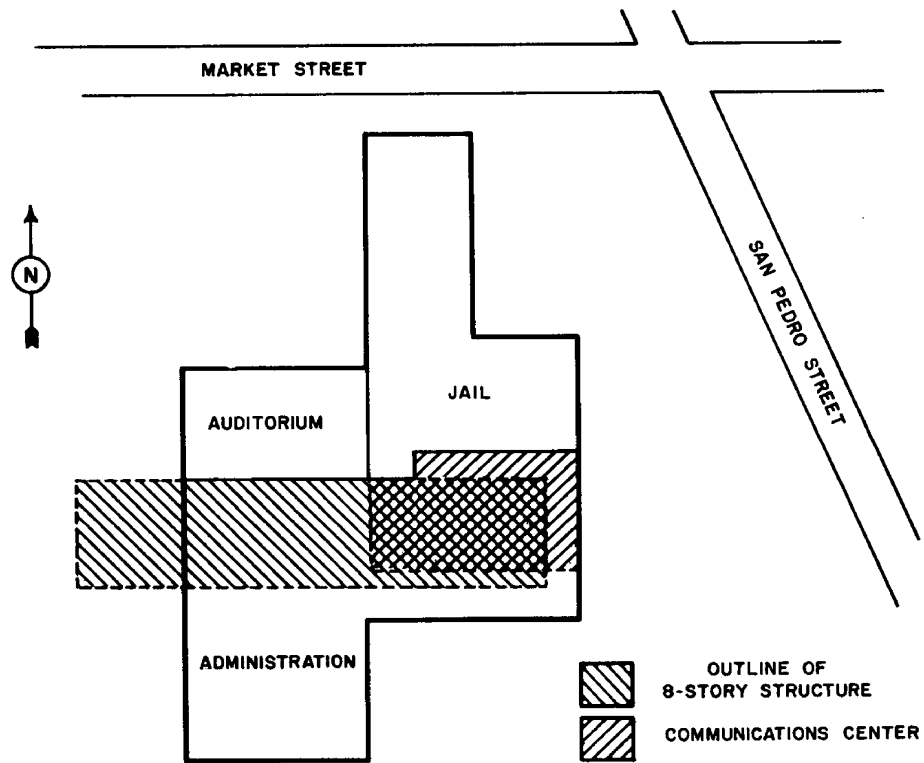 MARKET STREET
N
SAN PEDRO STREET
JAIL
AUDITORIUM
ADMINISTRATION
OUTLINE OF
8-STORY STRUCTURE
COMMUNICATIONS CENTER